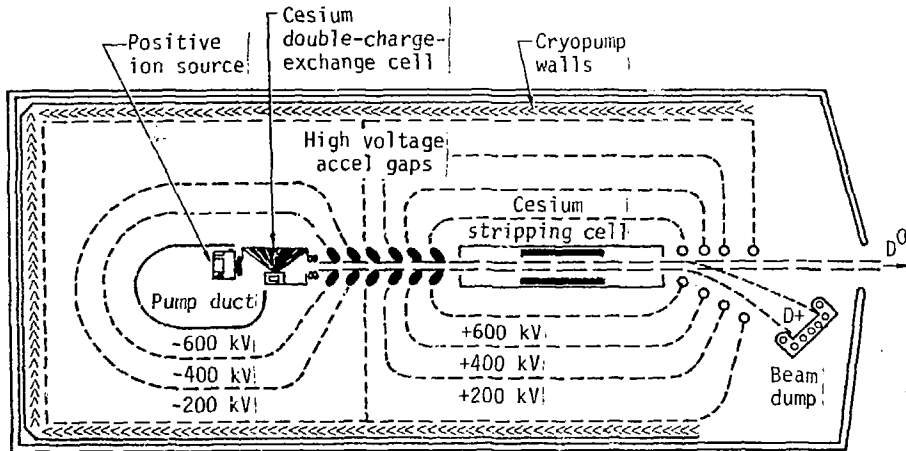 Positive
ion source
Cesium
double-charge-
exchange cell
Cryopump
walls
High voltage
accel gaps
Cesium
stripping cell
D⁰
Pump duct
-600 kV
-400 kV
-200 kV
+600 kV
+400 kV
+200 kV
D+
Beam
dump